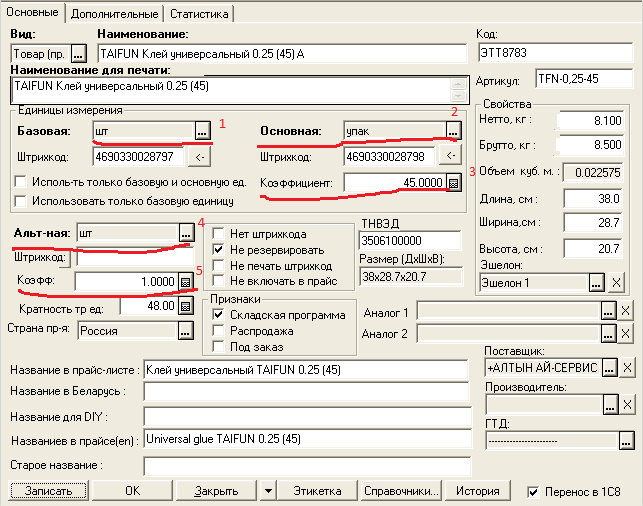 Основные Дополнительные Статистика
Вид: Наименование: Код:
Товар (пр. ... TAIFUN Клей универсальный 0.25 (45) А ЭТТ8783
Наименование для печати:
TAIFUN Клей универсальный 0.25 (45) Артикул: TFN-0,25-45
Единицы измерения Свойства
Базовая: шт ... 1 Основная: упак ... 2 Нетто, кг : 8.100
Штрихкод: 4690330028797 <- Штрихкод: 4690330028798 <- Брутто, кг : 8.500
Исполь-ть только базовую и основную ед. Коэффициент: 45.0000 3 Объем куб. м. : 0.022575
Использовать только базовую единицу Длина, см : 38.0
Альт-ная: шт ... 4 Нет штрихкода ТНВЭД Ширина,см : 28.7
Штрихкод: Не резервировать 3506100000 Высота, см : 20.7
Коэфф: 1.0000 5 Не печать штрихкод Размер (ДхШхВ): Эшелон:
Не включать в прайс 38x28.7x20.7 Эшелон 1 ... X
Кратность тр ед: 48.00 Признаки
Страна пр-я: Россия ... Складская программа Аналог 1 ... X
Распродажа Аналог 2 ... X
Под заказ
Поставщик:
Название в прайс-листе : Клей универсальный TAIFUN 0.25 (45) +АЛТЫН АЙ-СЕРВИС ... X
Название в Беларусь : Производитель:
... X
Название для DIY : ГТД:
Названиев в прайсе(en) : Universal glue TAIFUN 0.25 (45) ----------------------- ...
Старое название :
Записать OK Закрыть Этикетка Справочники... История Перенос в 1С8